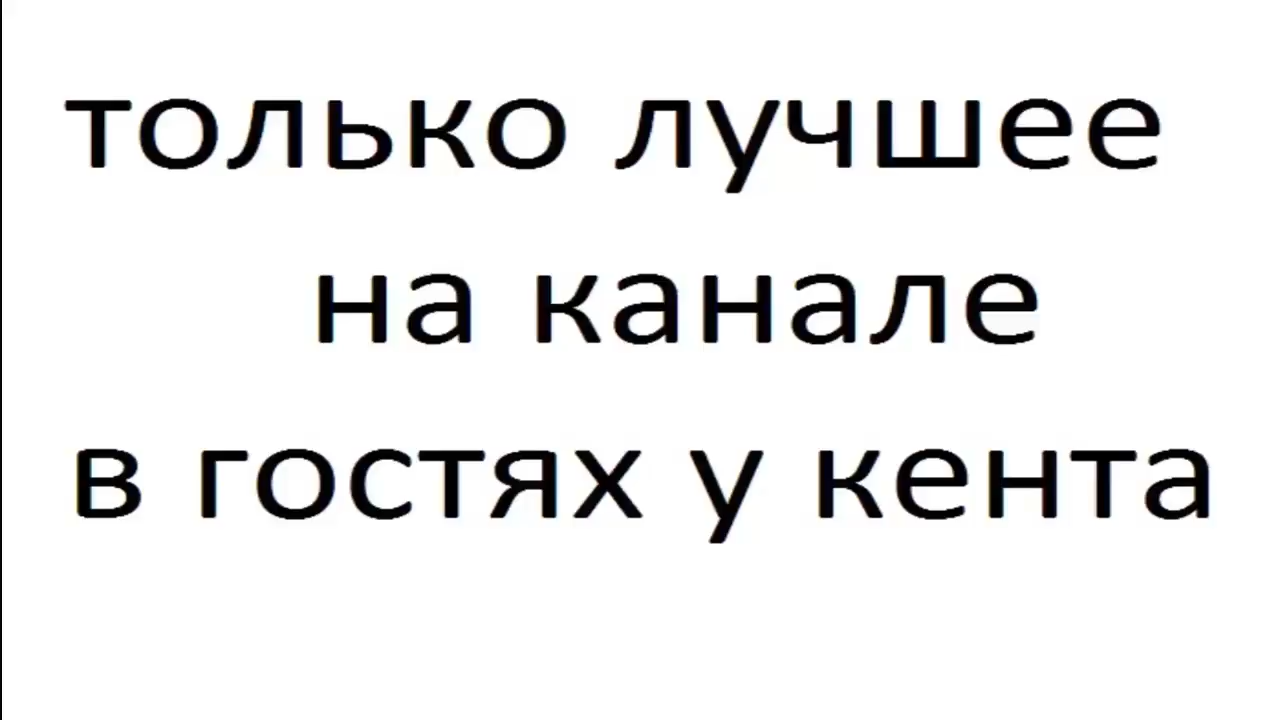 только лучшее
на канале
в гостях у кента